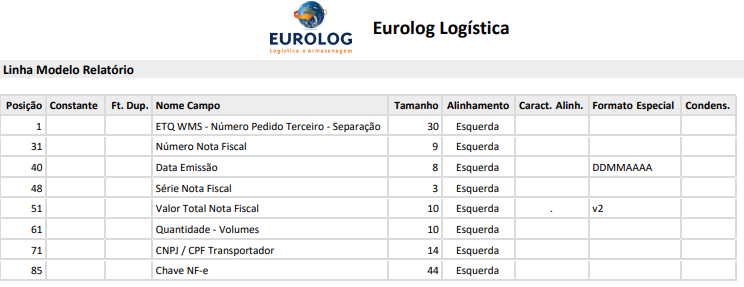 EUROLOG
Logística e Armazenagem
Eurolog Logística
Linha Modelo Relatório
Posição Constante Ft. Dup. Nome Campo Tamanho Alinhamento Caract. Alinh. Formato Especial Condens.
1 ETQ WMS - Número Pedido Terceiro - Separação 30 Esquerda
31 Número Nota Fiscal 9 Esquerda
40 Data Emissão 8 Esquerda DDMMAAAA
48 Série Nota Fiscal 3 Esquerda
51 Valor Total Nota Fiscal 10 Esquerda . v2
61 Quantidade - Volumes 10 Esquerda
71 CNPJ / CPF Transportador 14 Esquerda
85 Chave NF-e 44 Esquerda